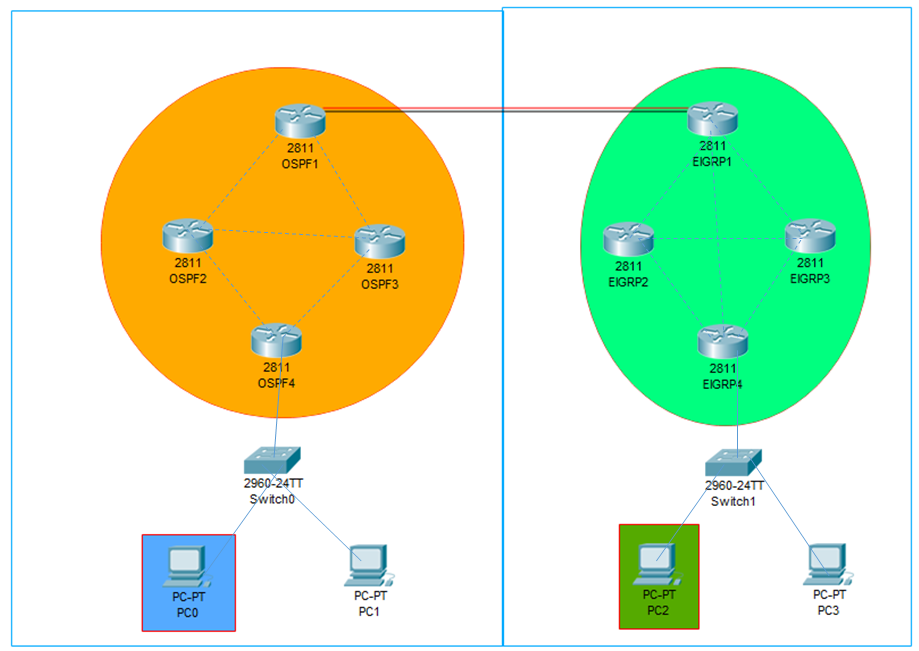 2811
OSPF1
2811
EIGRP1
2811
OSPF2
2811
OSPF3
2811
EIGRP2
2811
EIGRP3
2811
OSPF4
2811
EIGRP4
2960-24TT
Switch0
2960-24TT
Switch1
PC-PT
PC0
PC-PT
PC1
PC-PT
PC2
PC-PT
PC3